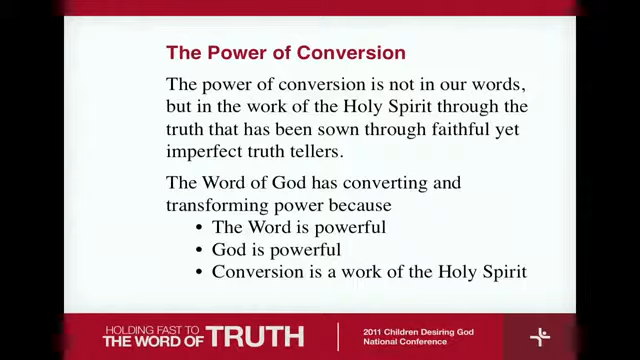 The Power of Conversion
The power of conversion is not in our words,
but in the work of the Holy Spirit through the
truth that has been sown through faithful yet
imperfect truth tellers.
The Word of God has converting and
transforming power because
• The Word is powerful
• God is powerful
• Conversion is a work of the Holy Spirit
HOLDING FAST TO
THE WORD OF TRUTH
2011 Children Desiring God
National Conference